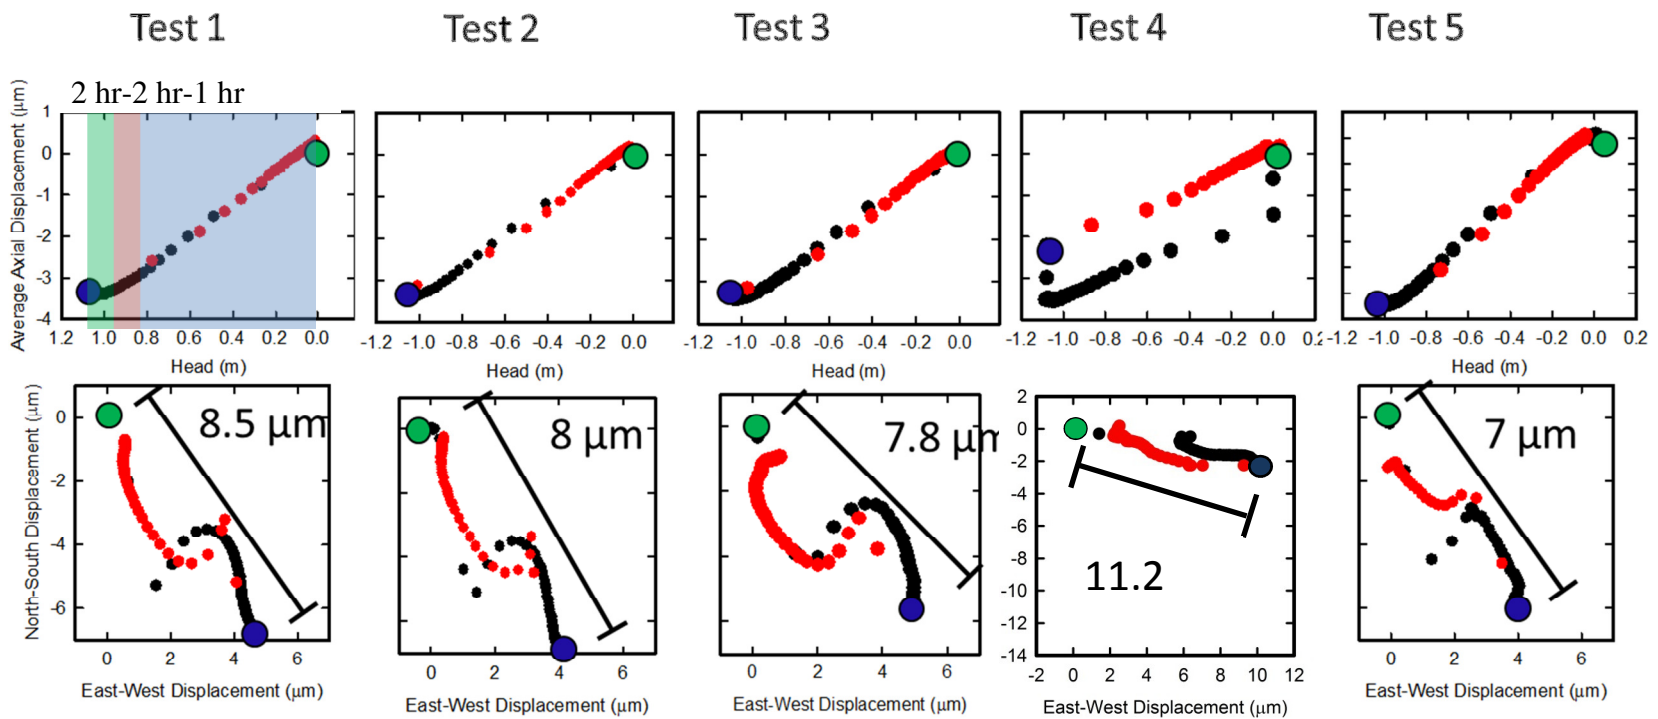 Test 1 Test 2 Test 3 Test 4 Test 5
2 hr-2 hr-1 hr
Average Axial Displacement (μm)
1
0
-1
-2
-3
-4
1.2 1.0 0.8 0.6 0.4 0.2 0.0
Head (m)
-1.2 -1.0 -0.8 -0.6 -0.4 -0.2 0.0
Head (m)
-1.2 -1.0 -0.8 -0.6 -0.4 -0.2 0.0
Head (m)
-1.2 -1.0 -0.8 -0.6 -0.4 -0.2 0.0 0.2
Head (m)
-1.2 -1.0 -0.8 -0.6 -0.4 -0.2 0.0 0.2
Head (m)
North-South Displacement (μm)
0
-2
-4
-6
8.5 μm
0 2 4 6
East-West Displacement (μm)
8 μm
0 2 4 6
East-West Displacement (μm)
7.8 μm
0 2 4 6
East-West Displacement (μm)
2
0
-2
-4
-6
-8
-10
-12
-14
11.2
-2 0 2 4 6 8 10 12
East-West Displacement (μm)
7 μm
0 2 4 6
East-West Displacement (μm)